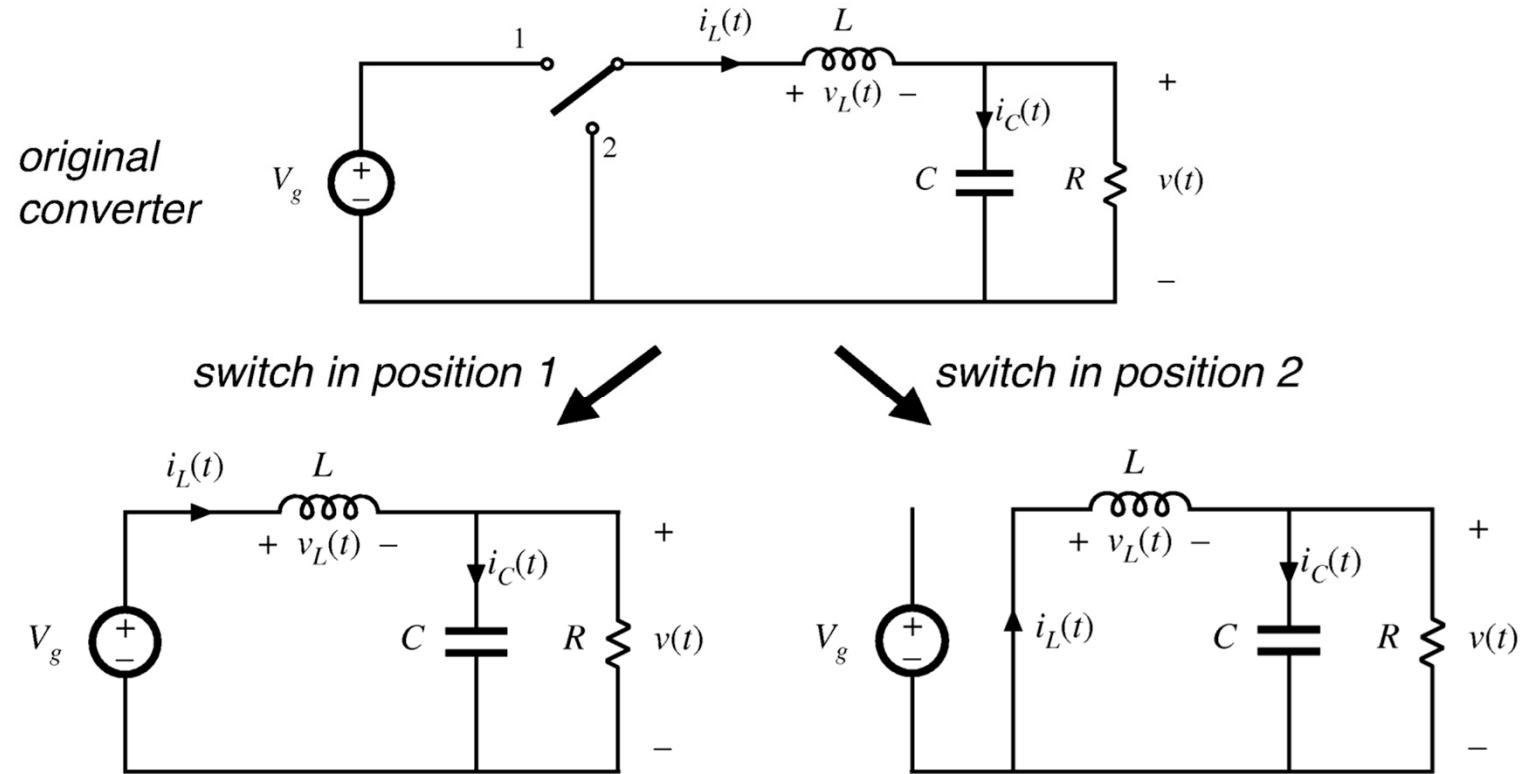 original
converter
1
2
i_L(t)
L
+ v_L(t) −
i_C(t)
V_g
+
−
C
R
+
v(t)
−
switch in position 1
switch in position 2
i_L(t)
L
+ v_L(t) −
i_C(t)
V_g
+
−
C
R
+
v(t)
−
L
+ v_L(t) −
i_C(t)
V_g
+
−
i_L(t)
C
R
+
v(t)
−